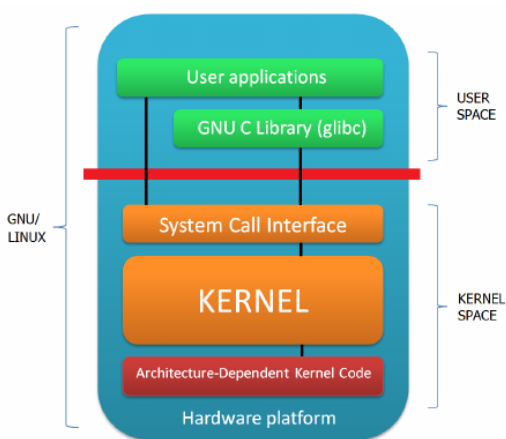 User applications
USER
SPACE
GNU C Library (glibc)
GNU/
LINUX
System Call Interface
KERNEL
KERNEL
SPACE
Architecture-Dependent Kernel Code
Hardware platform